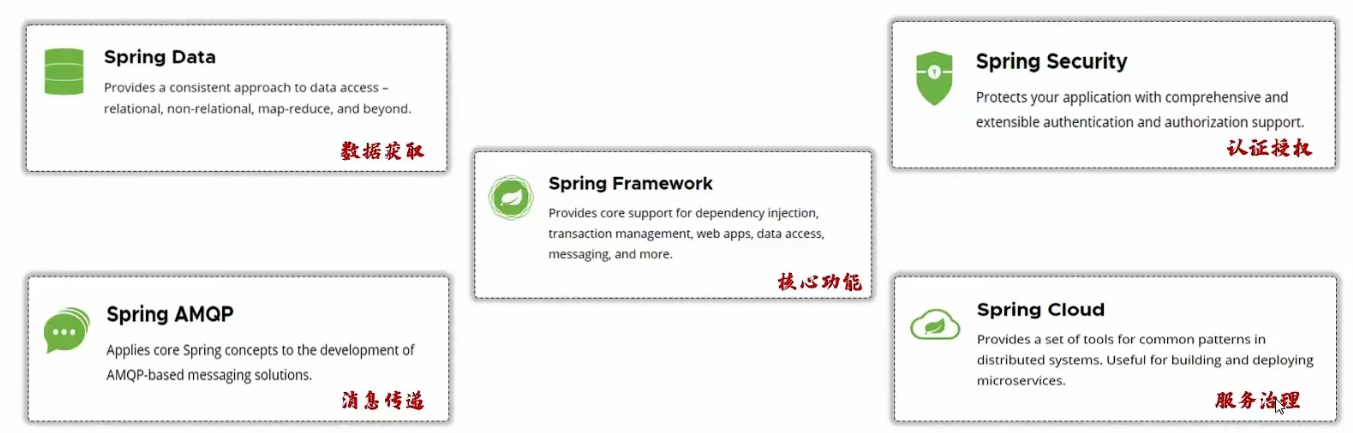 Spring Data
Provides a consistent approach to data access –
relational, non-relational, map-reduce, and beyond.
数据获取
Spring Security
Protects your application with comprehensive and
extensible authentication and authorization support.
认证授权
Spring Framework
Provides core support for dependency injection,
transaction management, web apps, data access,
messaging, and more.
核心功能
Spring AMQP
Applies core Spring concepts to the development of
AMQP-based messaging solutions.
消息传递
Spring Cloud
Provides a set of tools for common patterns in
distributed systems. Useful for building and deploying
microservices.
服务治理